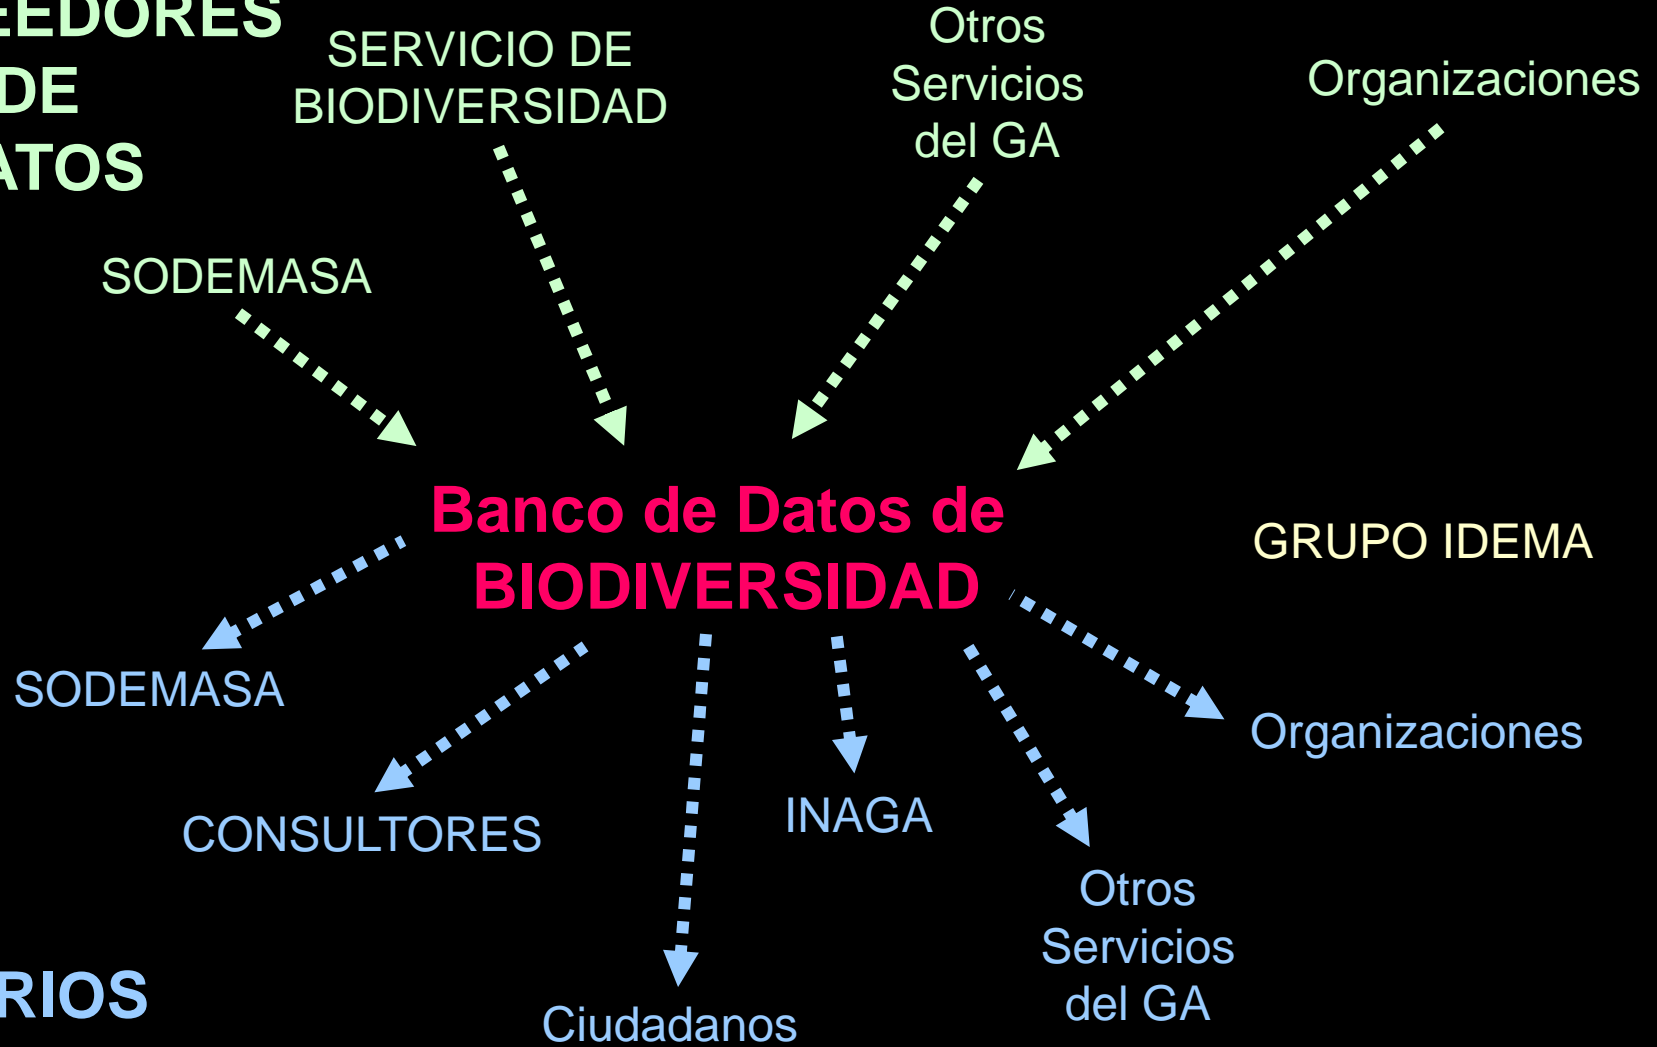 EEDORES
DE
ATOS
SERVICIO DE
BIODIVERSIDAD
Otros
Servicios
del GA
Organizaciones
SODEMASA
Banco de Datos de
BIODIVERSIDAD
GRUPO IDEMA
SODEMASA
Organizaciones
CONSULTORES
INAGA
Otros
Servicios
del GA
RIOS
Ciudadanos